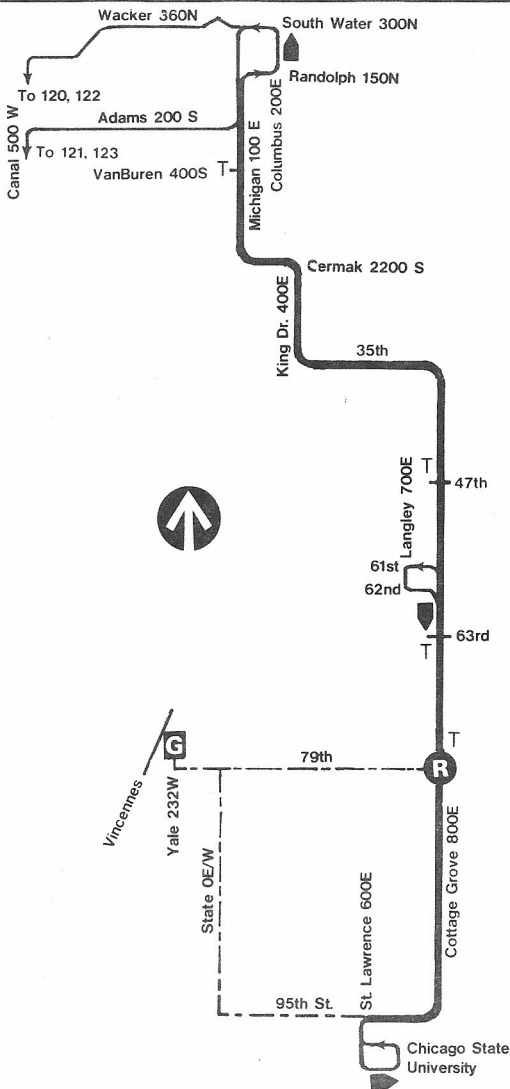 Wacker 360N
South Water 300N
Randolph 150N
To 120, 122
Adams 200 S
Canal 500 W
To 121, 123
VanBuren 400S
T
Michigan 100 E
Columbus 200E
Cermak 2200 S
King Dr. 400E
35th
T
47th
Langley 700E
61st
62nd
63rd
T
T
G
79th
R
Vincennes
Yale 232W
State 0E/W
Cottage Grove 800E
St. Lawrence 600E
95th St.
Chicago State
University